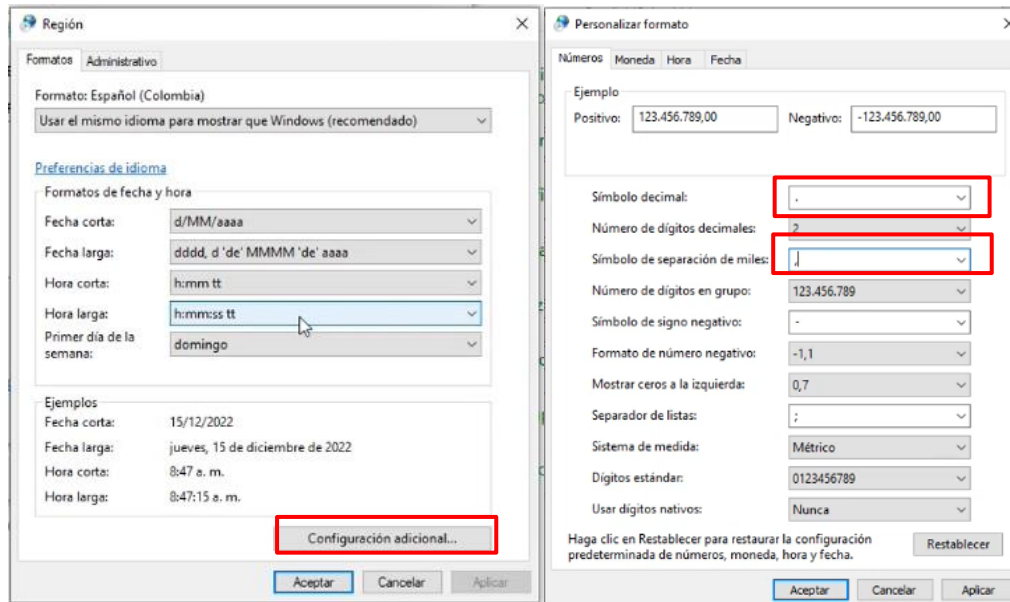 Región
Formatos
Administrativo
Formato: Español (Colombia)
Usar el mismo idioma para mostrar que Windows (recomendado)
Preferencias de idioma
Formatos de fecha y hora
Fecha corta: d/MM/aaaa
Fecha larga: dddd, d 'de' MMMM 'de' aaaa
Hora corta: h:mm tt
Hora larga: h:mm:ss tt
Primer día de la
semana: domingo
Ejemplos
Fecha corta: 15/12/2022
Fecha larga: jueves, 15 de diciembre de 2022
Hora corta: 8:47 a. m.
Hora larga: 8:47:15 a. m.
Configuración adicional...
Aceptar Cancelar Aplicar
Personalizar formato
Números Moneda Hora Fecha
Ejemplo
Positivo: 123.456.789,00 Negativo: -123.456.789,00
Símbolo decimal: .
Número de dígitos decimales: 2
Símbolo de separación de miles: ,
Número de dígitos en grupo: 123.456.789
Símbolo de signo negativo: -
Formato de número negativo: -1,1
Mostrar ceros a la izquierda: 0,7
Separador de listas: ;
Sistema de medida: Métrico
Dígitos estándar: 0123456789
Usar dígitos nativos: Nunca
Haga clic en Restablecer para restaurar la configuración
predeterminada de números, moneda, hora y fecha.
Restablecer
Aceptar Cancelar Aplicar